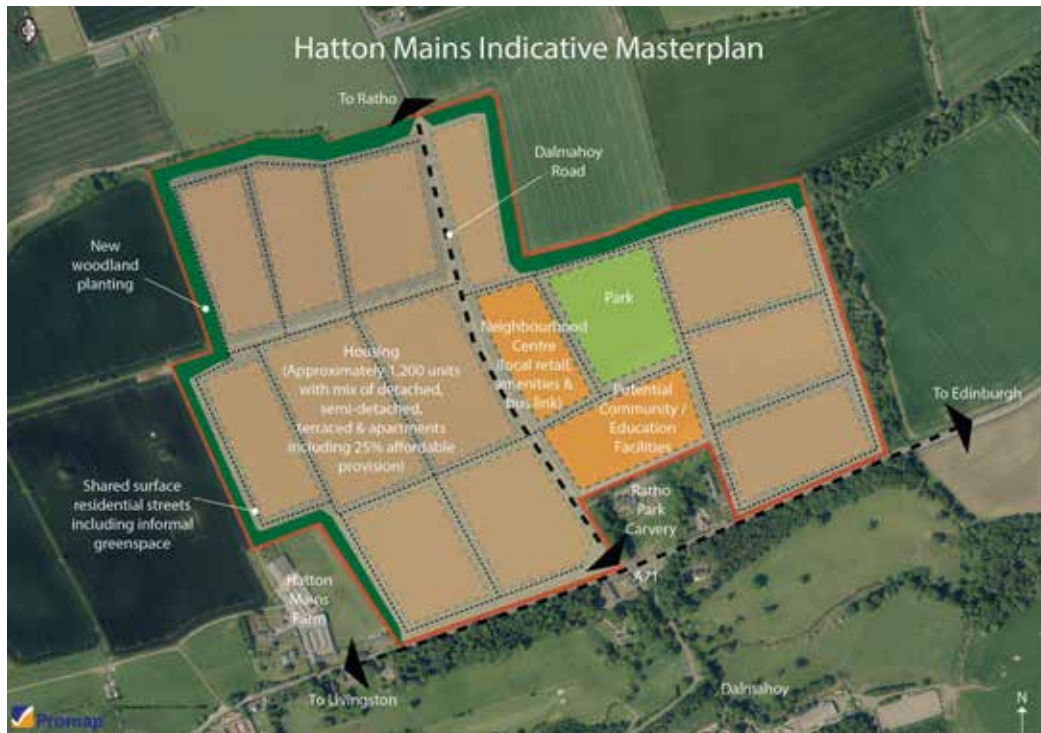 Hatton Mains Indicative Masterplan
To Ratho
Dalmahoy
Road
New
woodland
planting
Park
Neighbourhood
Centre
(local retail,
amenities &
bus link)
Housing
(Approximately 1,200 units
with mix of detached,
semi-detached,
terraced & apartments
including 25% affordable
provision)
Potential
Community /
Education
Facilities
To Edinburgh
Shared surface
residential streets
including informal
greenspace
Ratho
Park
Carvery
A71
Hatton
Mains
Farm
To Livingston
Dalmahoy
Promap
N